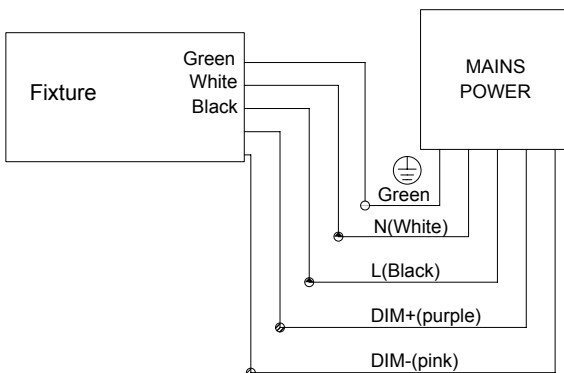 Fixture
Green
White
Black
MAINS
POWER
Green
N(White)
L(Black)
DIM+(purple)
DIM-(pink)